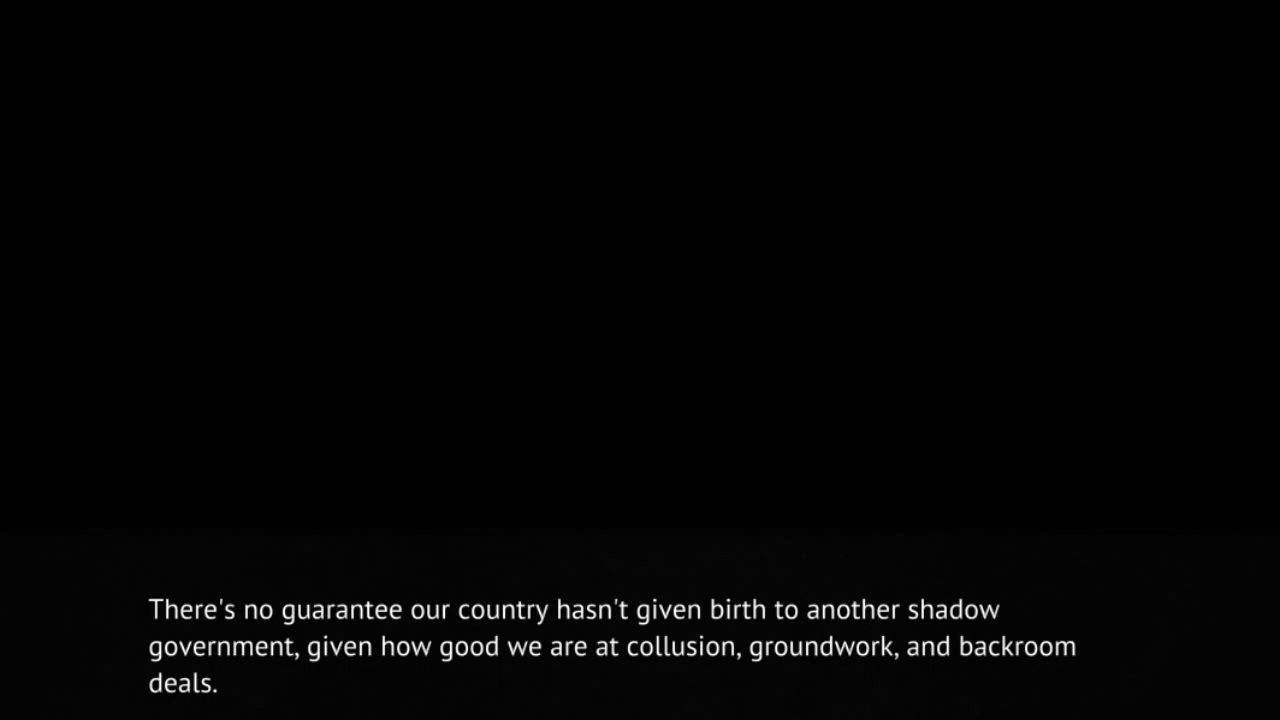 There's no guarantee our country hasn't given birth to another shadow
government, given how good we are at collusion, groundwork, and backroom
deals.